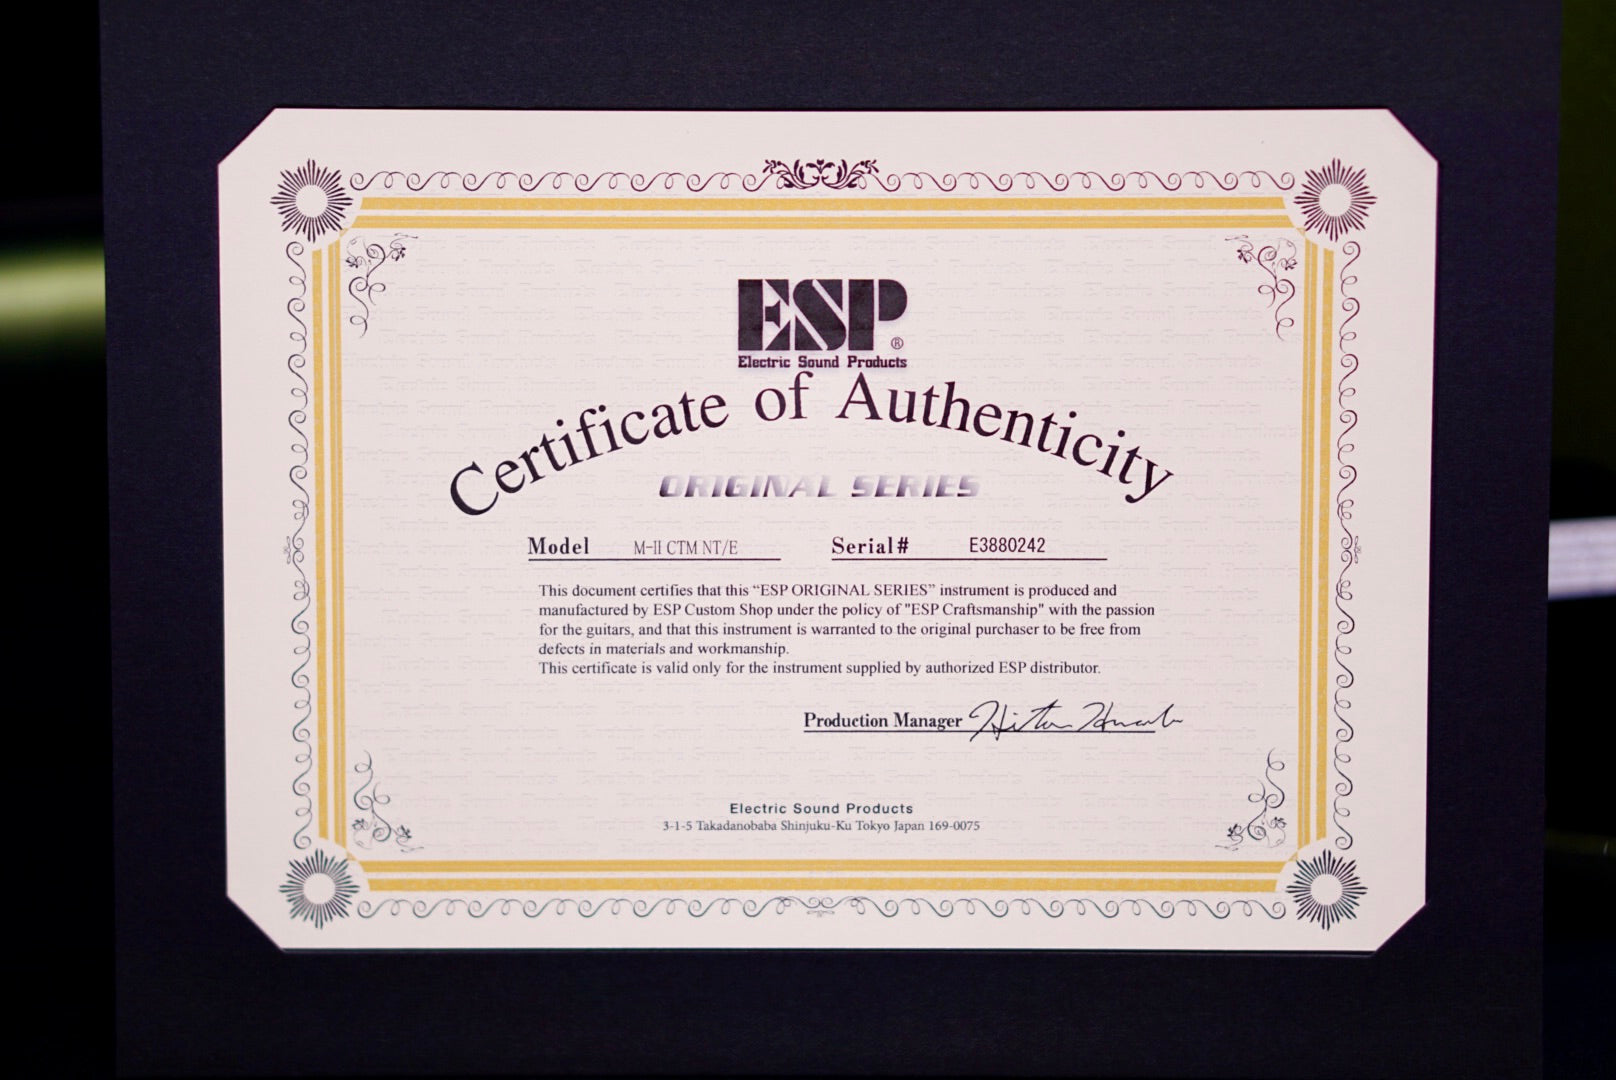 ESP®
Electric Sound Products
Certificate of Authenticity
ORIGINAL SERIES
Model M-II CTM NT/E Serial# E3880242
This document certifies that this “ESP ORIGINAL SERIES” instrument is produced and
manufactured by ESP Custom Shop under the policy of "ESP Craftsmanship" with the passion
for the guitars, and that this instrument is warranted to the original purchaser to be free from
defects in materials and workmanship.
This certificate is valid only for the instrument supplied by authorized ESP distributor.
Production Manager
Electric Sound Products
3-1-5 Takadanobaba Shinjuku-Ku Tokyo Japan 169-0075